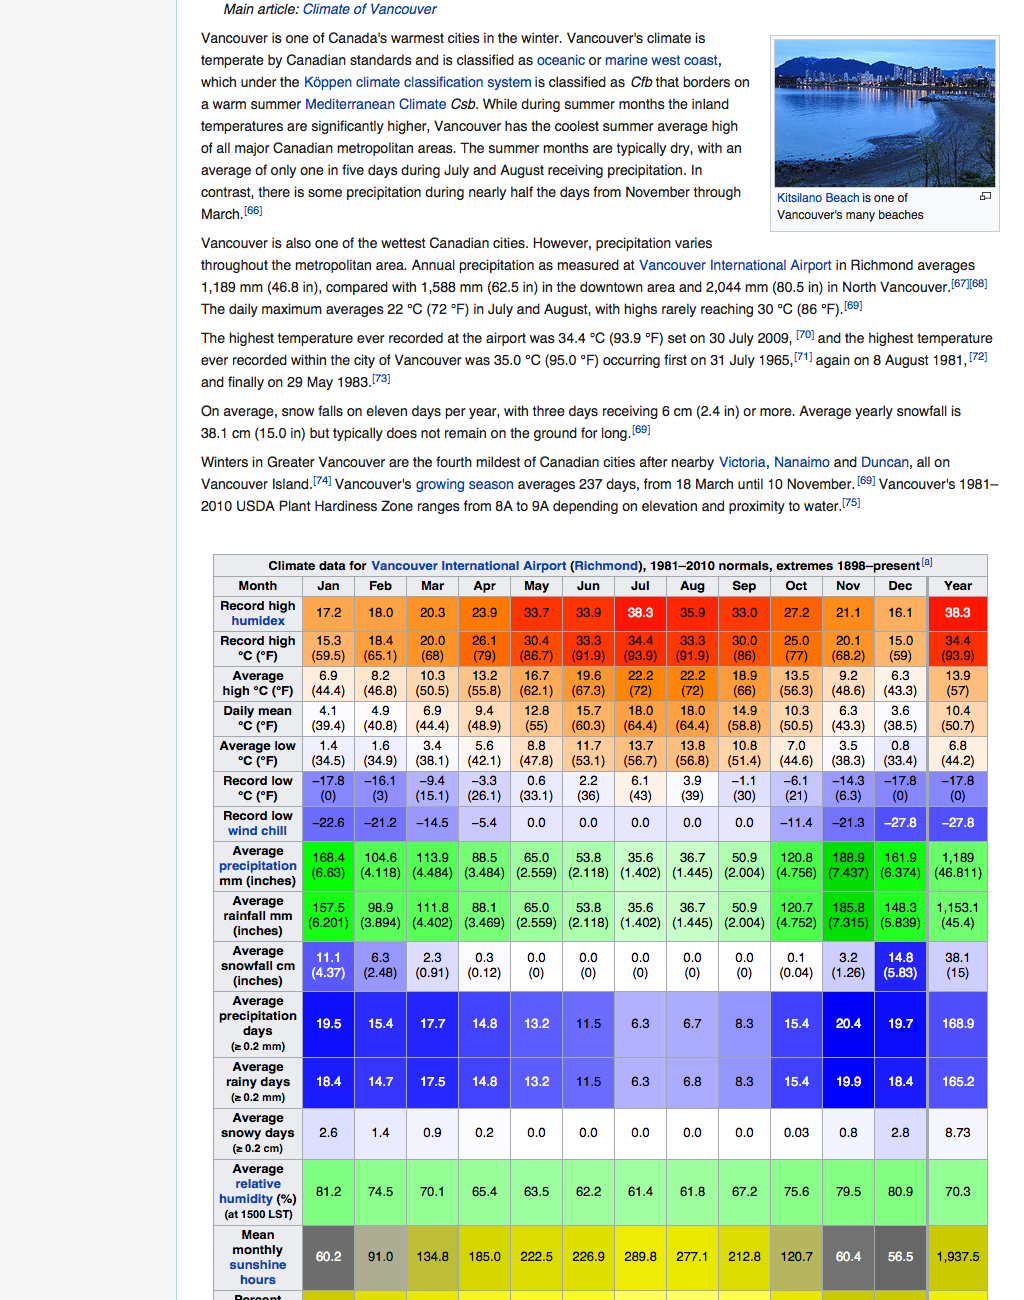 Main article: Climate of Vancouver
Vancouver is one of Canada's warmest cities in the winter. Vancouver's climate is
temperate by Canadian standards and is classified as oceanic or marine west coast,
which under the Köppen climate classification system is classified as Cfb that borders on
a warm summer Mediterranean Climate Csb. While during summer months the inland
temperatures are significantly higher, Vancouver has the coolest summer average high
of all major Canadian metropolitan areas. The summer months are typically dry, with an
average of only one in five days during July and August receiving precipitation. In
contrast, there is some precipitation during nearly half the days from November through
March.[66]
Kitsilano Beach is one of
Vancouver's many beaches
Vancouver is also one of the wettest Canadian cities. However, precipitation varies
throughout the metropolitan area. Annual precipitation as measured at Vancouver International Airport in Richmond averages
1,189 mm (46.8 in), compared with 1,588 mm (62.5 in) in the downtown area and 2,044 mm (80.5 in) in North Vancouver.[67][68]
The daily maximum averages 22 °C (72 °F) in July and August, with highs rarely reaching 30 °C (86 °F).[69]
The highest temperature ever recorded at the airport was 34.4 °C (93.9 °F) set on 30 July 2009, [70] and the highest temperature
ever recorded within the city of Vancouver was 35.0 °C (95.0 °F) occurring first on 31 July 1965,[71] again on 8 August 1981,[72]
and finally on 29 May 1983.[73]
On average, snow falls on eleven days per year, with three days receiving 6 cm (2.4 in) or more. Average yearly snowfall is
38.1 cm (15.0 in) but typically does not remain on the ground for long.[69]
Winters in Greater Vancouver are the fourth mildest of Canadian cities after nearby Victoria, Nanaimo and Duncan, all on
Vancouver Island.[74] Vancouver's growing season averages 237 days, from 18 March until 10 November.[69] Vancouver's 1981–
2010 USDA Plant Hardiness Zone ranges from 8A to 9A depending on elevation and proximity to water.[75]
Climate data for Vancouver International Airport (Richmond), 1981–2010 normals, extremes 1898–present[a]
Month Jan Feb Mar Apr May Jun Jul Aug Sep Oct Nov Dec Year
Record high humidex 17.2 18.0 20.3 23.9 33.7 33.9 38.3 35.9 33.0 27.2 21.1 16.1 38.3
Record high 15.3 18.4 20.0 26.1 30.4 33.3 34.4 33.3 30.0 25.0 20.1 15.0 34.4
°C (°F) (59.5) (65.1) (68) (79) (86.7) (91.9) (93.9) (91.9) (86) (77) (68.2) (59) (93.9)
Average 6.9 8.2 10.3 13.2 16.7 19.6 22.2 22.2 18.9 13.5 9.2 6.3 13.9
high °C (°F) (44.4) (46.8) (50.5) (55.8) (62.1) (67.3) (72) (72) (66) (56.3) (48.6) (43.3) (57)
Daily mean 4.1 4.9 6.9 9.4 12.8 15.7 18.0 18.0 14.9 10.3 6.3 3.6 10.4
°C (°F) (39.4) (40.8) (44.4) (48.9) (55) (60.3) (64.4) (64.4) (58.8) (50.5) (43.3) (38.5) (50.7)
Average low 1.4 1.6 3.4 5.6 8.8 11.7 13.7 13.8 10.8 7.0 3.5 0.8 6.8
°C (°F) (34.5) (34.9) (38.1) (42.1) (47.8) (53.1) (56.7) (56.8) (51.4) (44.6) (38.3) (33.4) (44.2)
Record low −17.8 −16.1 −9.4 −3.3 0.6 2.2 6.1 3.9 −1.1 −6.1 −14.3 −17.8 −17.8
°C (°F) (0) (3) (15.1) (26.1) (33.1) (36) (43) (39) (30) (21) (6.3) (0) (0)
Record low wind chill −22.6 −21.2 −14.5 −5.4 0.0 0.0 0.0 0.0 0.0 −11.4 −21.3 −27.8 −27.8
Average precipitation 168.4 104.6 113.9 88.5 65.0 53.8 35.6 36.7 50.9 120.8 188.9 161.9 1,189
mm (inches) (6.63) (4.118) (4.484) (3.484) (2.559) (2.118) (1.402) (1.445) (2.004) (4.756) (7.437) (6.374) (46.811)
Average rainfall mm 157.5 98.9 111.8 88.1 65.0 53.8 35.6 36.7 50.9 120.7 185.8 148.3 1,153.1
(inches) (6.201) (3.894) (4.402) (3.469) (2.559) (2.118) (1.402) (1.445) (2.004) (4.752) (7.315) (5.839) (45.4)
Average snowfall cm 11.1 6.3 2.3 0.3 0.0 0.0 0.0 0.0 0.0 0.1 3.2 14.8 38.1
(inches) (4.37) (2.48) (0.91) (0.12) (0) (0) (0) (0) (0) (0.04) (1.26) (5.83) (15)
Average precipitation days (≥ 0.2 mm) 19.5 15.4 17.7 14.8 13.2 11.5 6.3 6.7 8.3 15.4 20.4 19.7 168.9
Average rainy days (≥ 0.2 mm) 18.4 14.7 17.5 14.8 13.2 11.5 6.3 6.8 8.3 15.4 19.9 18.4 165.2
Average snowy days (≥ 0.2 cm) 2.6 1.4 0.9 0.2 0.0 0.0 0.0 0.0 0.0 0.03 0.8 2.8 8.73
Average relative humidity (%) (at 1500 LST) 81.2 74.5 70.1 65.4 63.5 62.2 61.4 61.8 67.2 75.6 79.5 80.9 70.3
Mean monthly sunshine hours 60.2 91.0 134.8 185.0 222.5 226.9 289.8 277.1 212.8 120.7 60.4 56.5 1,937.5
Percent